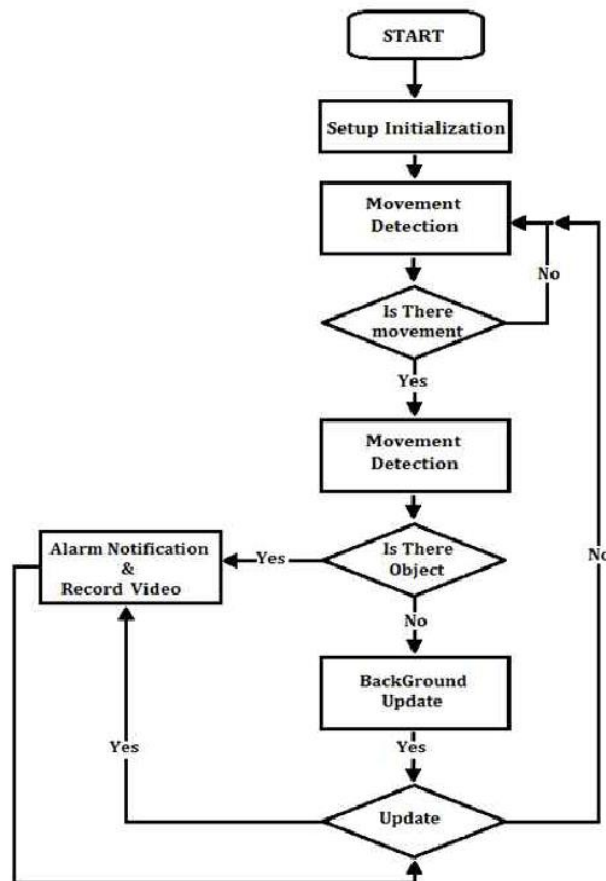 START
Setup Initialization
Movement
Detection
No
Is There
movement
Yes
Movement
Detection
Alarm Notification
&
Record Video
Yes
Is There
Object
No
No
BackGround
Update
Yes
Yes
Update